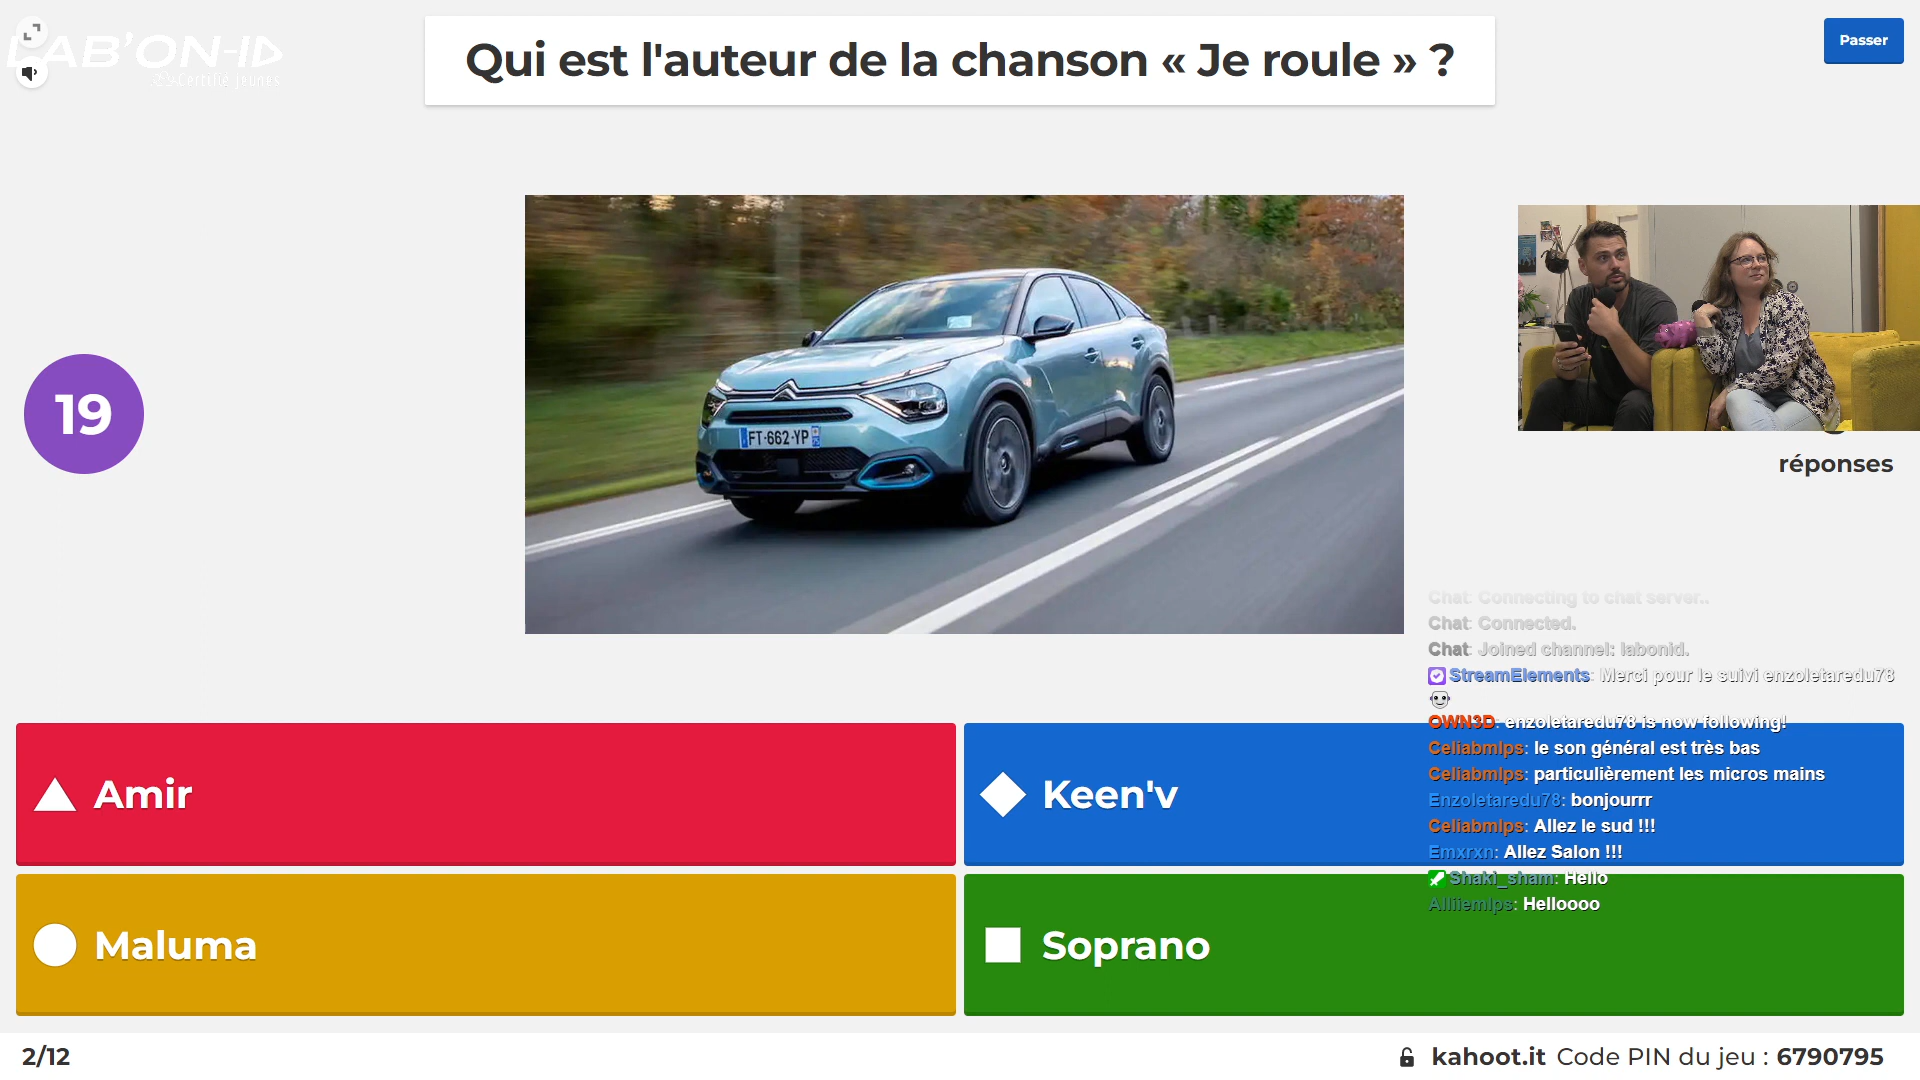 LAB'ON-ID
Certifié Jeunes
Qui est l'auteur de la chanson « Je roule » ?
Passer
19
FT-662-YP
réponses
Chat: Connecting to chat server..
Chat: Connected.
Chat: Joined channel: labonid.
StreamElements: Merci pour le suivi enzoletaredu78
OWN3D: enzoletaredu78 is now following!
Celiabmlps: le son général est très bas
Celiabmlps: particulièrement les micros mains
Enzoletaredu78: bonjourrr
Celiabmlps: Allez le sud !!!
Emxrxn: Allez Salon !!!
Shaki_sham: Hello
Alliiemlps: Helloooo
Amir
Keen'v
Maluma
Soprano
2/12
kahoot.it Code PIN du jeu : 6790795